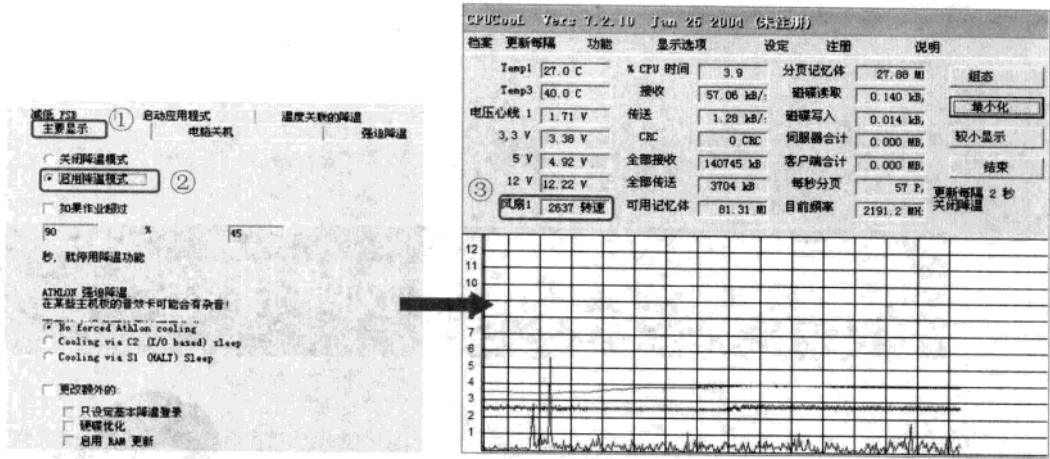 减低 FSB
启动应用程式
温度关联的降温
主要显示
①
电脑关机
强迫降温
关闭降温模式
启用降温模式
②
如果作业超过
90
%
45
秒, 就停用降温功能
ATHLON 强迫降温
在某些主机板的音效卡可能会有杂音!
No forced Athlon cooling
Cooling via C2 (I/O based) sleep
Cooling via S1 (HALT) Sleep
更改额外的:
只设定基本降温登录
硬碟优化
启用 RAM 更新
CPUCooL Vers 7.2.10 Jan 25 2004 (未注册)
档案 更新每隔 功能 显示选项 设定 注册 说明
Temp1 27.0 C % CPU 时间 3.9 分页记忆体 27.88 MB 组态
Temp3 40.0 C 接收 57.06 kB/: 磁碟读取 0.140 kB, 最小化
电压心线 1 1.71 V 传送 1.28 kB/: 磁碟写入 0.014 kB,
3,3 V 3.38 V CRC 0 CRC 伺服器合计 0.000 MB, 较小显示
5 V 4.92 V 全部接收 140745 kB 客户端合计 0.000 MB, 结束
12 V 12.22 V 全部传送 3704 kB 每秒分页 57 P, 更新每隔 2 秒
③
风扇1 2637 转速 可用记忆体 81.31 MB 目前频率 2191.2 MH: 关闭降温
12
11
10
7
6
5
4
3
2
1